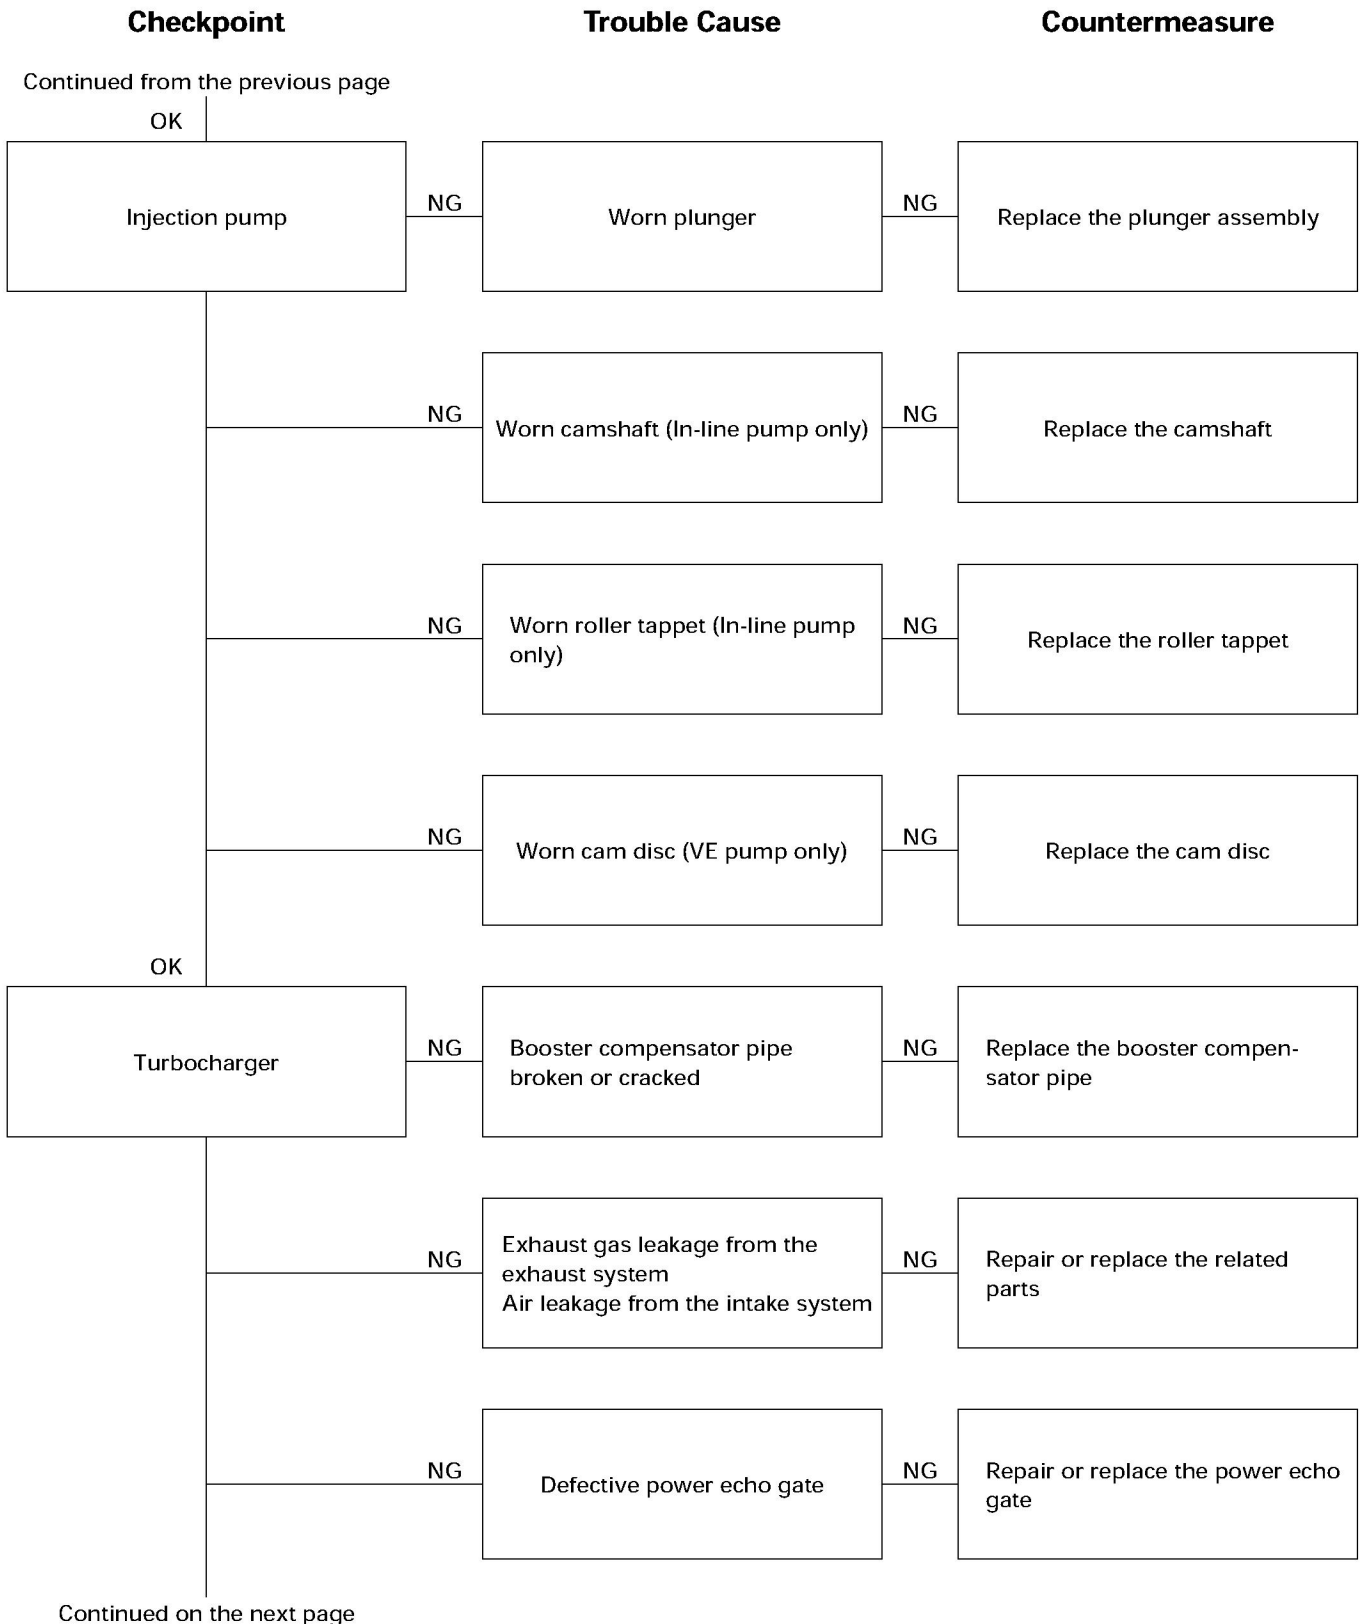 Checkpoint
Trouble Cause
Countermeasure
Continued from the previous page
OK
Injection pump
NG
Worn plunger
NG
Replace the plunger assembly
NG
Worn camshaft (In-line pump only)
NG
Replace the camshaft
NG
Worn roller tappet (In-line pump
only)
NG
Replace the roller tappet
NG
Worn cam disc (VE pump only)
NG
Replace the cam disc
OK
Turbocharger
NG
Booster compensator pipe
broken or cracked
NG
Replace the booster compen-
sator pipe
NG
Exhaust gas leakage from the
exhaust system
Air leakage from the intake system
NG
Repair or replace the related
parts
NG
Defective power echo gate
NG
Repair or replace the power echo
gate
Continued on the next page